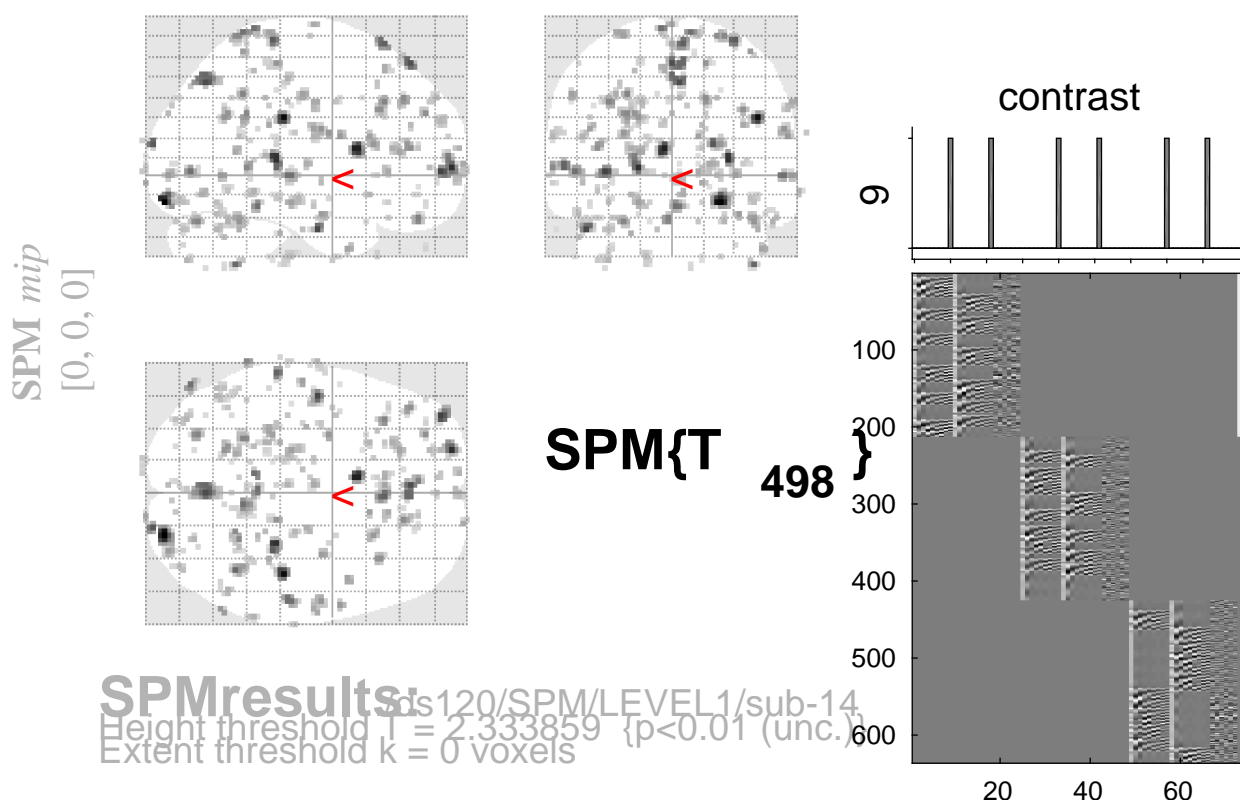 SPM mip
[0, 0, 0]
<
<
<
SPM{T498}
contrast
9
100
200
300
400
500
600
20 40 60
SPMresults: /ds120/SPM/LEVEL1/sub-14
Height threshold T = 2.333859 {p<0.01 (unc.)}
Extent threshold k = 0 voxels